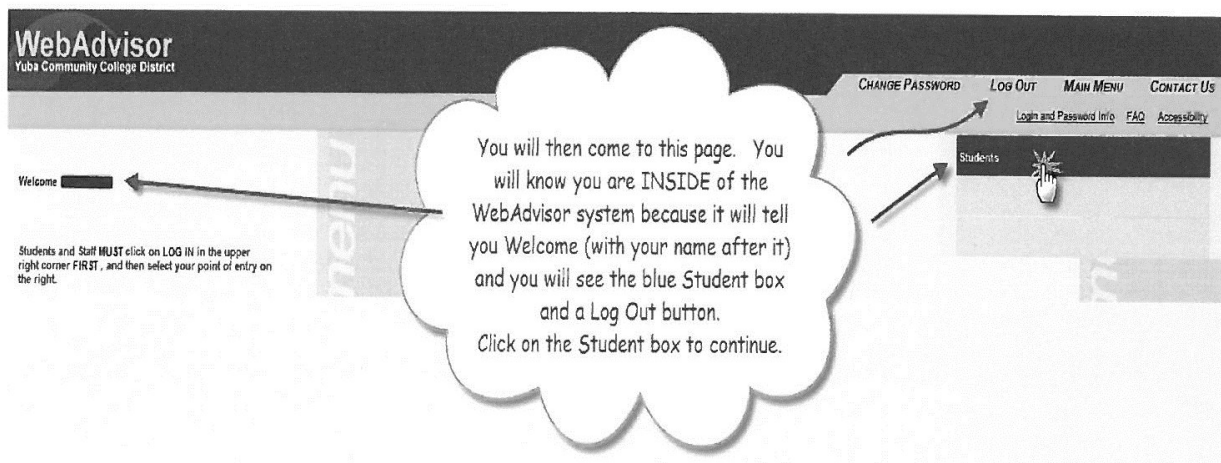 WebAdvisor
Yuba Community College District
CHANGE PASSWORD LOG OUT MAIN MENU CONTACT US
Login and Password Info FAQ Accessibility
menu
Students
Welcome
You will then come to this page. You
will know you are INSIDE of the
WebAdvisor system because it will tell
you Welcome (with your name after it)
and you will see the blue Student box
and a Log Out button.
Click on the Student box to continue.
Students and Staff MUST click on LOG IN in the upper
right corner FIRST , and then select your point of entry on
the right.